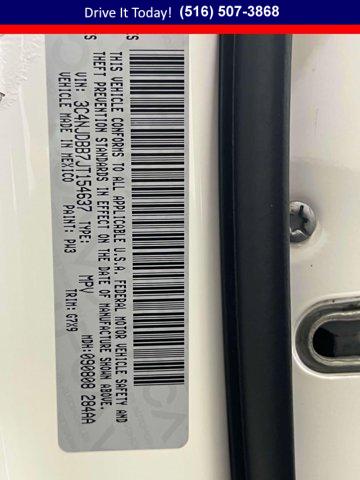 Drive It Today! (516) 507-3868
THIS VEHICLE CONFORMS TO ALL APPLICABLE U.S.A. FEDERAL MOTOR VEHICLE SAFETY AND
THEFT PREVENTION STANDARDS IN EFFECT ON THE DATE OF MANUFACTURE SHOWN ABOVE.
VIN: 3C4NJDBB7JT154637 TYPE: MPV MDH: 090808 284AA
VEHICLE MADE IN MEXICO PAINT: PW3 TRIM: G7X9